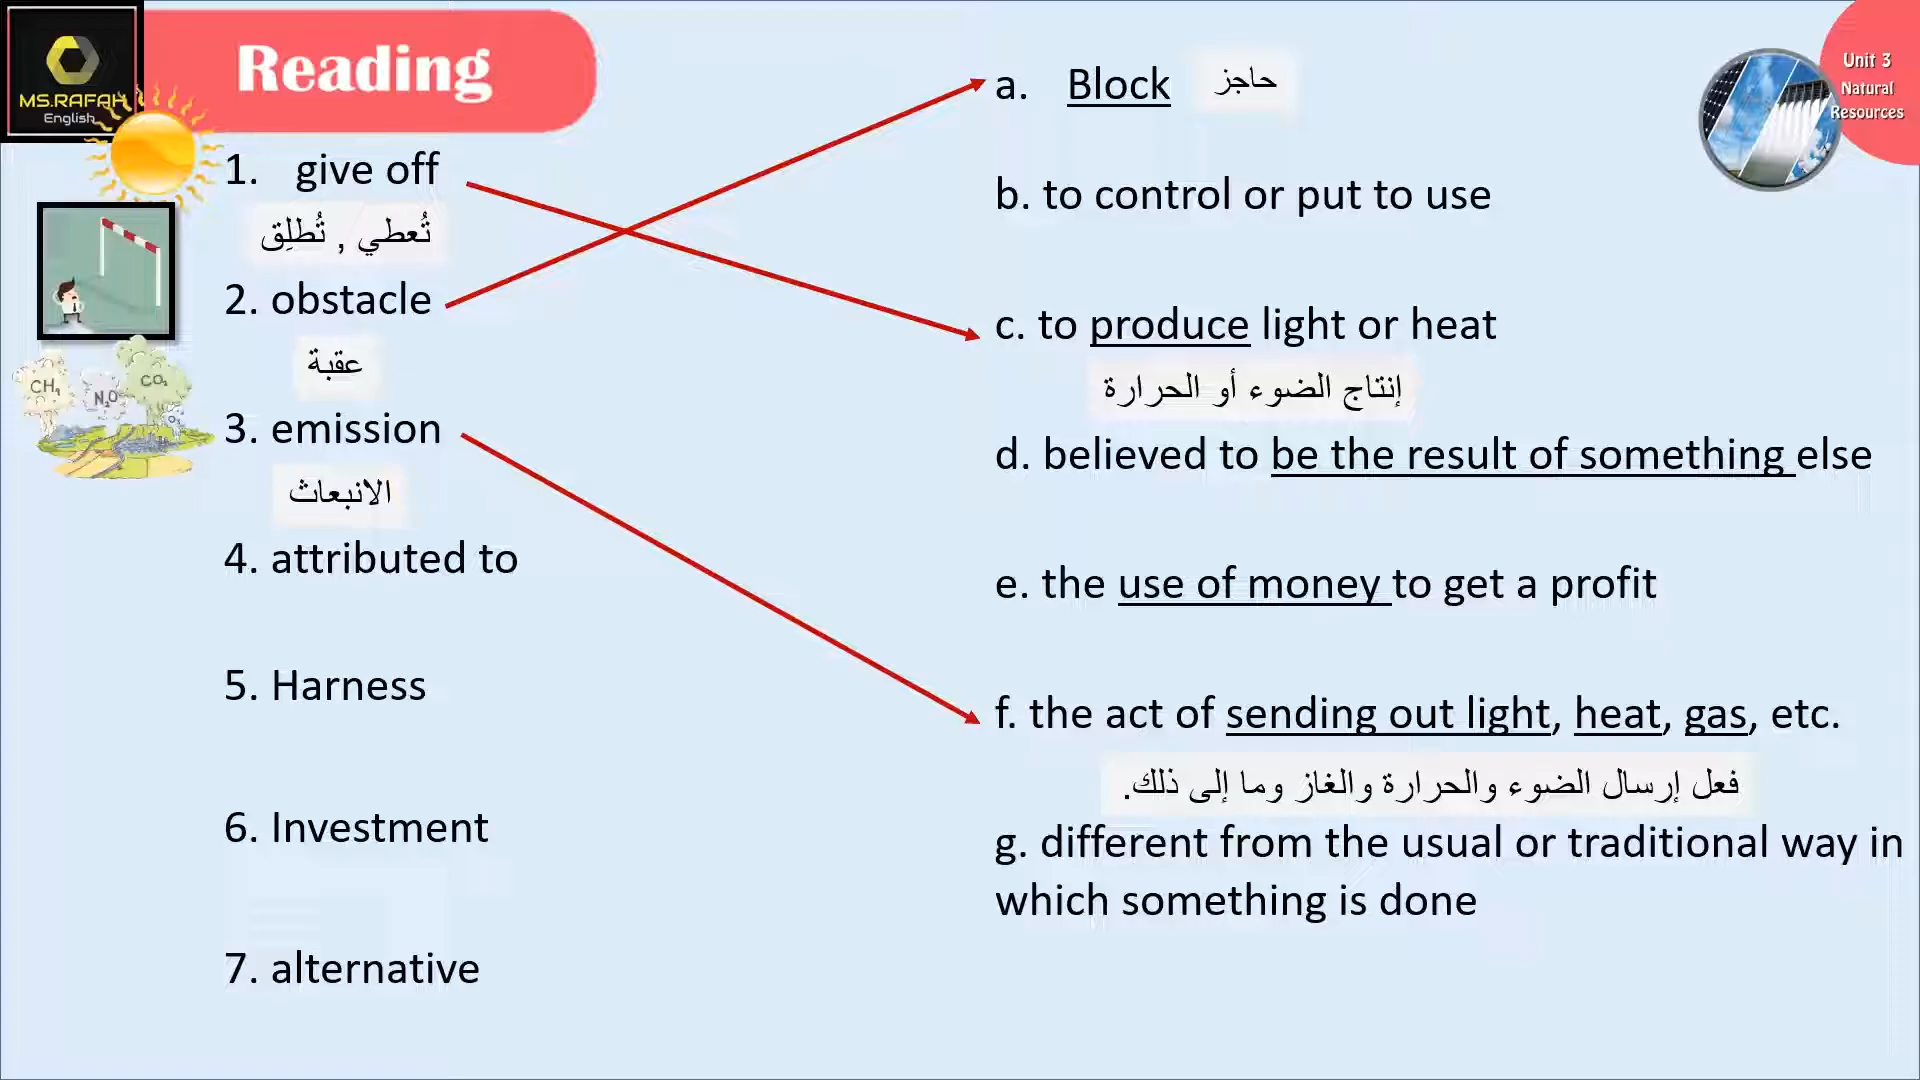 MS.RAFAH
English
Reading
Unit 3
Natural
Resources
1. give off
تُعطي , تُطلِق
2. obstacle
عقبة
3. emission
الانبعاث
4. attributed to
5. Harness
6. Investment
7. alternative
a. Block حاجز
b. to control or put to use
c. to produce light or heat
إنتاج الضوء أو الحرارة
d. believed to be the result of something else
e. the use of money to get a profit
f. the act of sending out light, heat, gas, etc.
فعل إرسال الضوء والحرارة والغاز وما إلى ذلك.
g. different from the usual or traditional way in
which something is done
CH₄
N₂O
CO₂
O₃